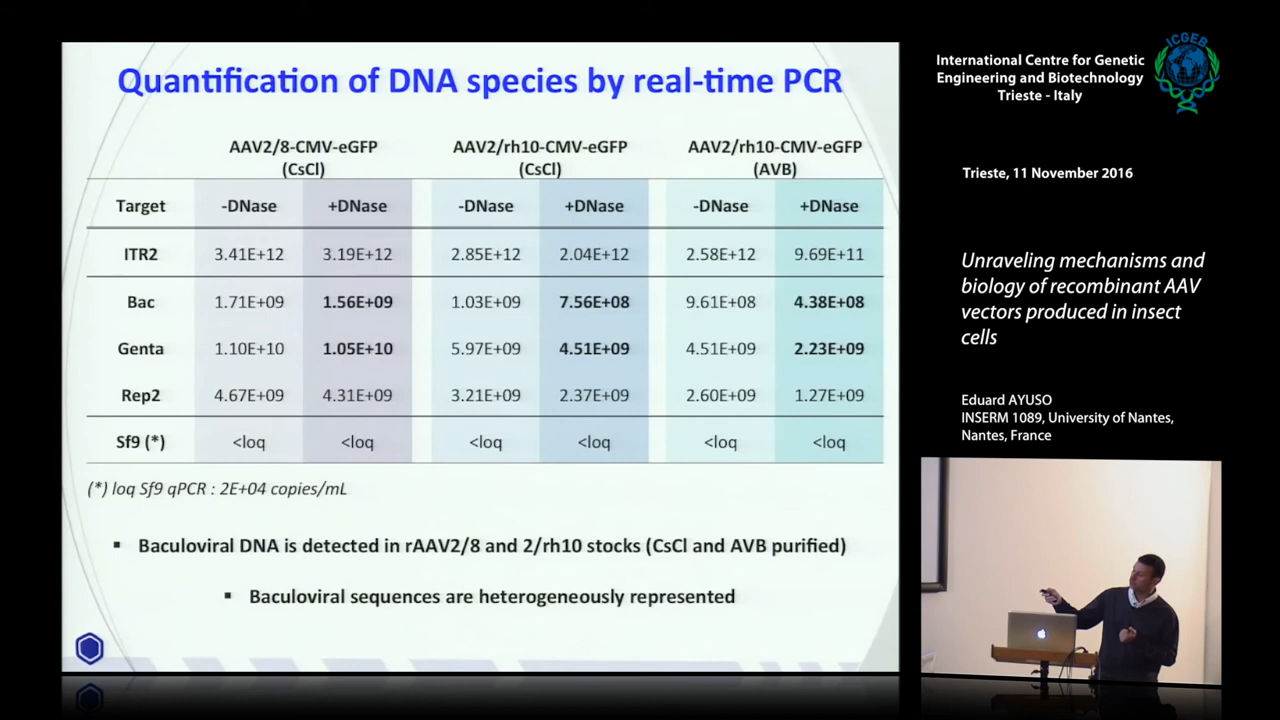 Quantification of DNA species by real-time PCR
AAV2/8-CMV-eGFP AAV2/rh10-CMV-eGFP AAV2/rh10-CMV-eGFP
(CsCl) (CsCl) (AVB)
Target -DNase +DNase -DNase +DNase -DNase +DNase
ITR2 3.41E+12 3.19E+12 2.85E+12 2.04E+12 2.58E+12 9.69E+11
Bac 1.71E+09 1.56E+09 1.03E+09 7.56E+08 9.61E+08 4.38E+08
Genta 1.10E+10 1.05E+10 5.97E+09 4.51E+09 4.51E+09 2.23E+09
Rep2 4.67E+09 4.31E+09 3.21E+09 2.37E+09 2.60E+09 1.27E+09
Sf9 (*) <loq <loq <loq <loq <loq <loq
(*) loq Sf9 qPCR : 2E+04 copies/mL
▪ Baculoviral DNA is detected in rAAV2/8 and 2/rh10 stocks (CsCl and AVB purified)
▪ Baculoviral sequences are heterogeneously represented
International Centre for Genetic
Engineering and Biotechnology
Trieste - Italy
ICGEB
Trieste, 11 November 2016
Unraveling mechanisms and
biology of recombinant AAV
vectors produced in insect
cells
Eduard AYUSO
INSERM 1089, University of Nantes,
Nantes, France